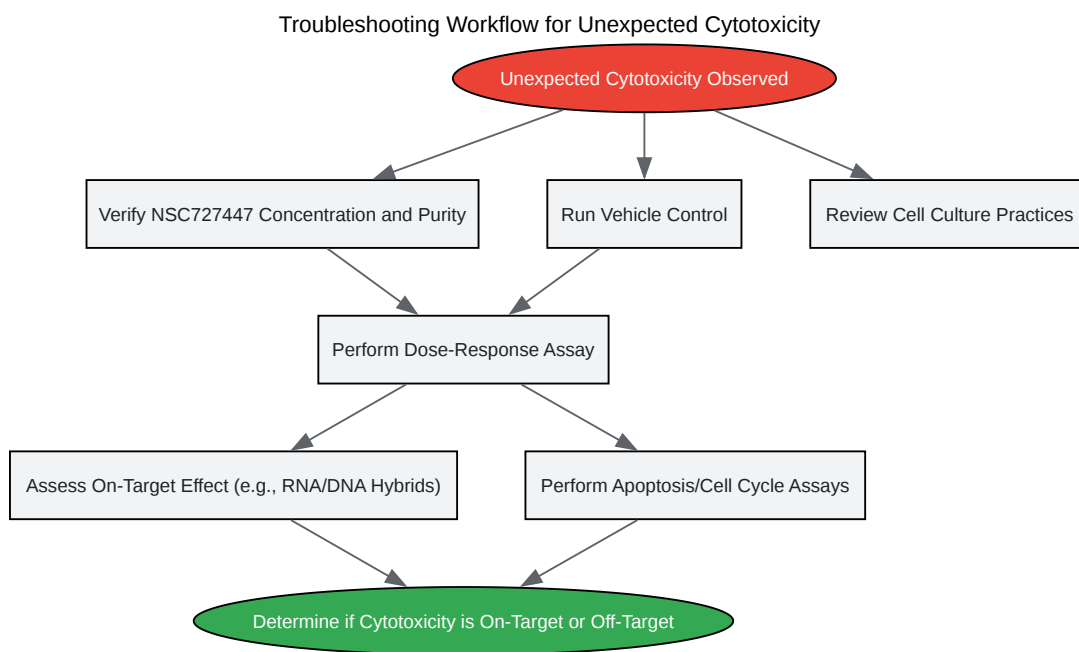 Troubleshooting Workflow for Unexpected Cytotoxicity
Unexpected Cytotoxicity Observed
Verify NSC727447 Concentration and Purity
Run Vehicle Control
Review Cell Culture Practices
Perform Dose-Response Assay
Assess On-Target Effect (e.g., RNA/DNA Hybrids)
Perform Apoptosis/Cell Cycle Assays
Determine if Cytotoxicity is On-Target or Off-Target